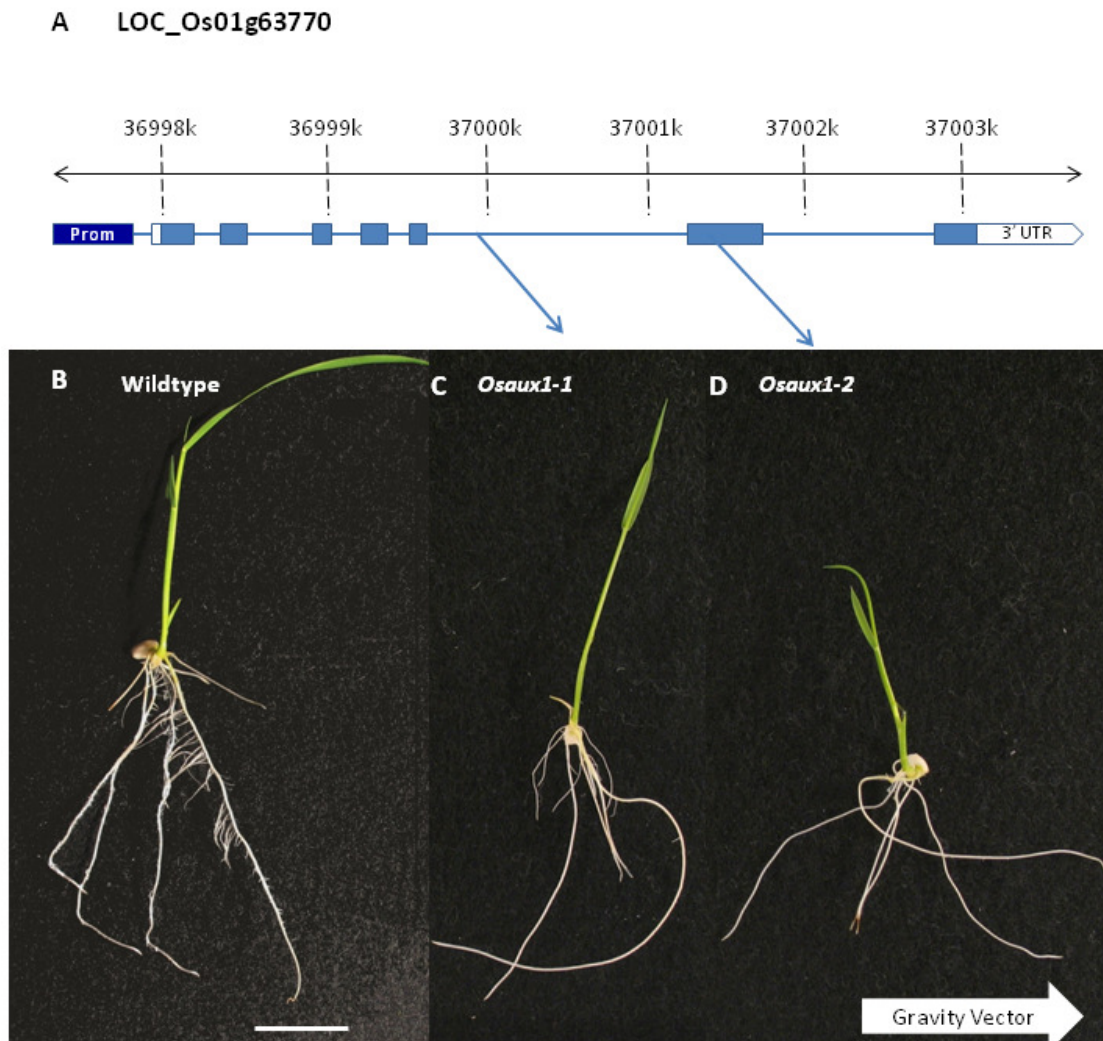 A LOC_Os01g63770
36998k 36999k 37000k 37001k 37002k 37003k
Prom 3' UTR
B Wildtype C Osaux1-1 D Osaux1-2
Gravity Vector